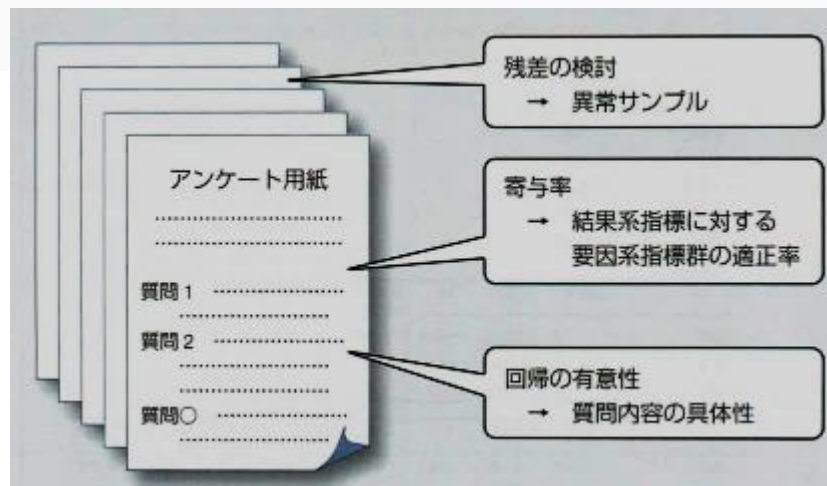 アンケート用紙
質問1
質問2
質問○
残差の検討
→ 異常サンプル
寄与率
→ 結果系指標に対する
要因系指標群の適正率
回帰の有意性
→ 質問内容の具体性